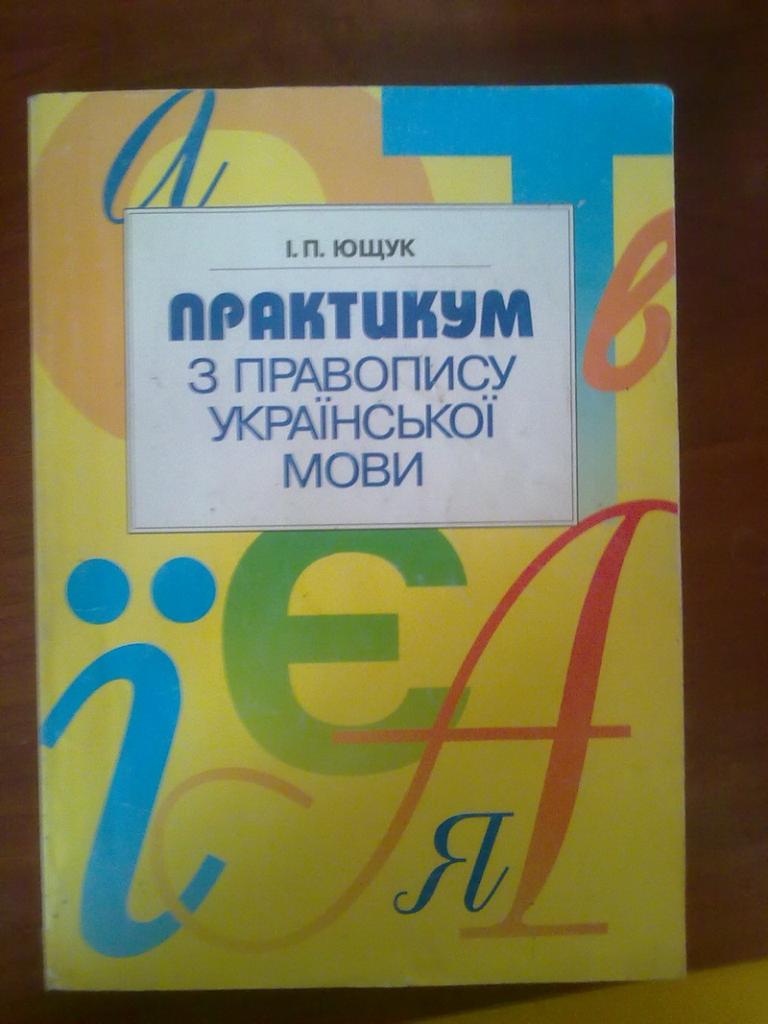 а
Т
в
І. П. ЮЩУК
ПРАКТИКУМ
З ПРАВОПИСУ
УКРАЇНСЬКОЇ
МОВИ
ї
Є
А
я